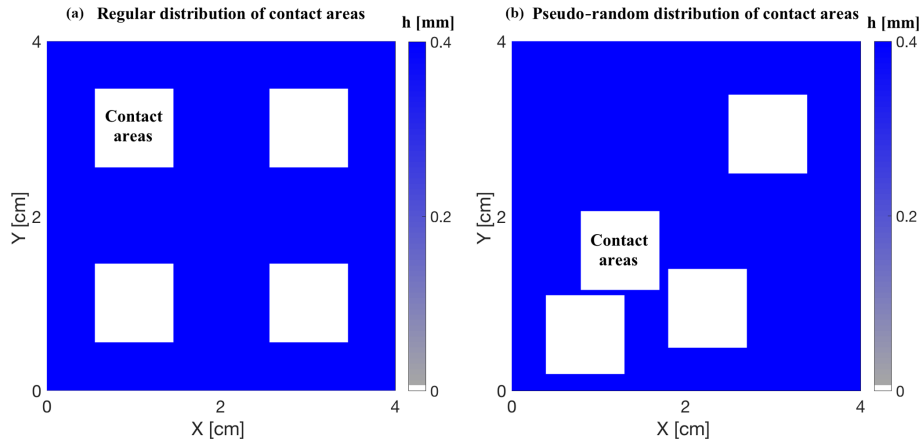 (a) Regular distribution of contact areas
h [mm]
4
0.4
Contact
areas
Y [cm]
2
0.2
0
0
0
2
4
X [cm]
(b) Pseudo-random distribution of contact areas
h [mm]
4
0.4
Y [cm]
2
0.2
Contact
areas
0
0
0
2
4
X [cm]